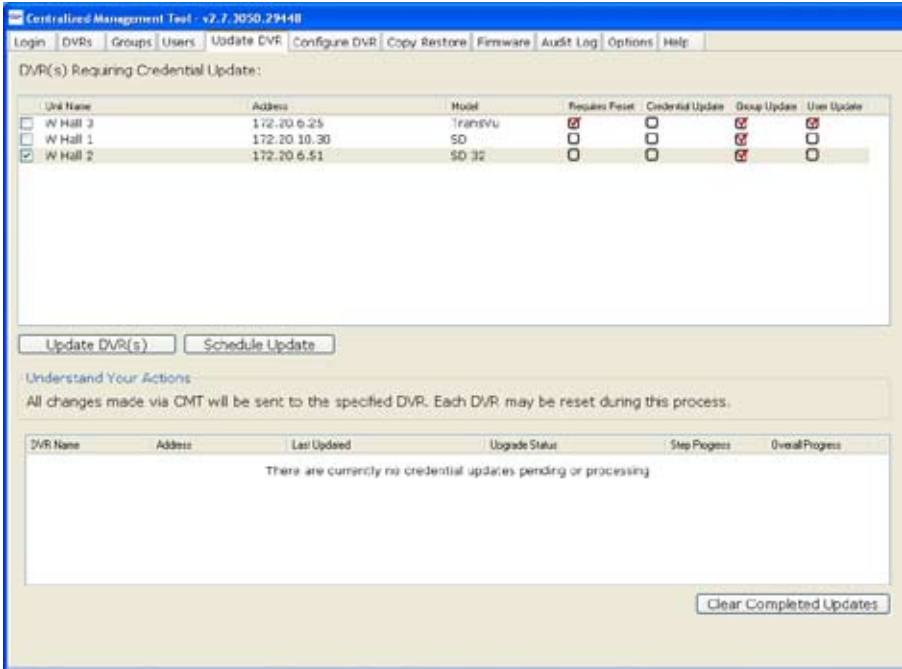 Centralized Management Tool - v2.7.3050.29448
Login DVRs Groups Users Update DVR Configure DVR Copy Restore Firmware Audit Log Options Help
DVR(s) Requiring Credential Update:
Unit Name Address Model Requires Reset Credential Update Group Update User Update
W Hall 3 172.20.6.25 TransVu
W Hall 1 172.20.10.30 SD
W Hall 2 172.20.6.51 SD 32
Update DVR(s) Schedule Update
Understand Your Actions
All changes made via CMT will be sent to the specified DVR. Each DVR may be reset during this process.
DVR Name Address Last Updated Upgrade Status Step Progress Overall Progress
There are currently no credential updates pending or processing
Clear Completed Updates